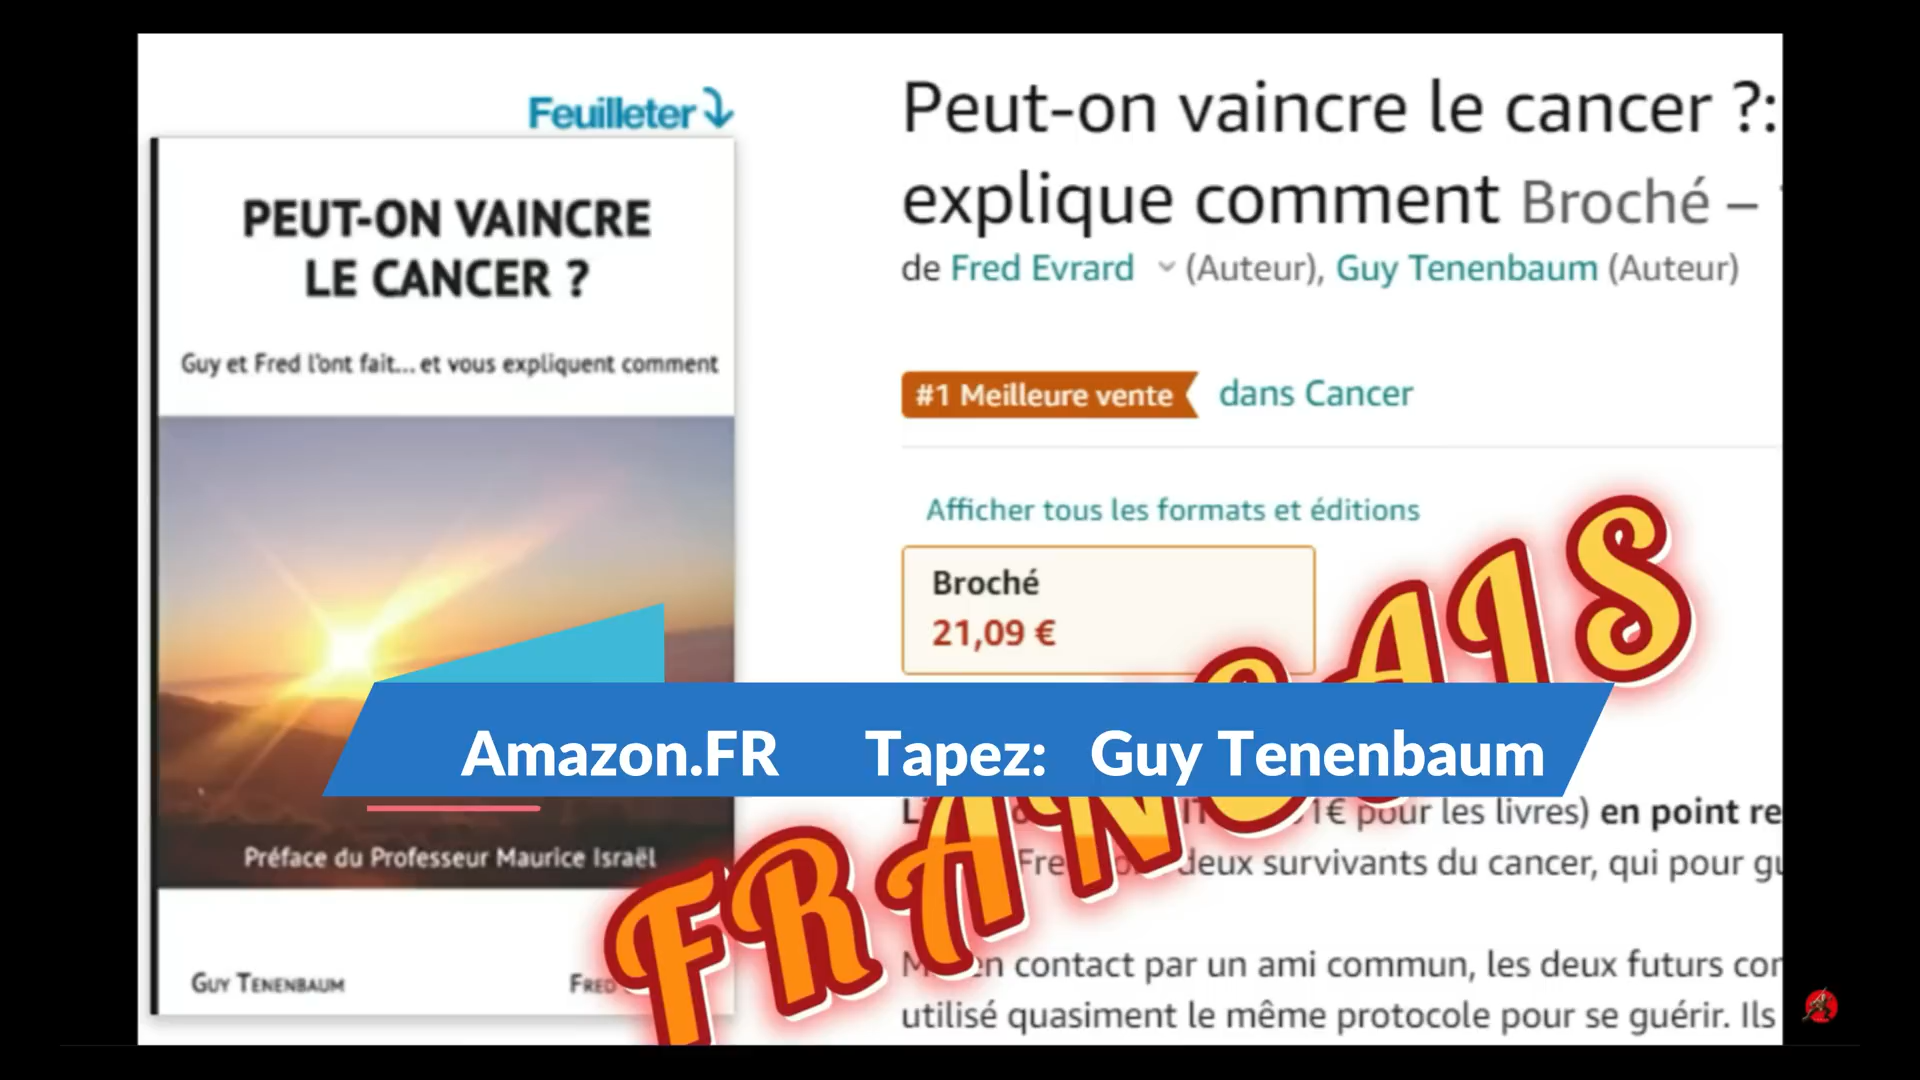 Feuilleter
PEUT-ON VAINCRE
LE CANCER ?
Guy et Fred l'ont fait... et vous expliquent comment
Préface du Professeur Maurice Israël
GUY TENENBAUM
FRED
Peut-on vaincre le cancer ?:
explique comment Broché –
de Fred Evrard (Auteur), Guy Tenenbaum (Auteur)
#1 Meilleure vente dans Cancer
Afficher tous les formats et éditions
Broché
21,09 €
Amazon.FR Tapez: Guy Tenenbaum
FRANCAIS
1€ pour les livres) en point re
deux survivants du cancer, qui pour gu
en contact par un ami commun, les deux futurs cor
utilisé quasiment le même protocole pour se guérir. Ils